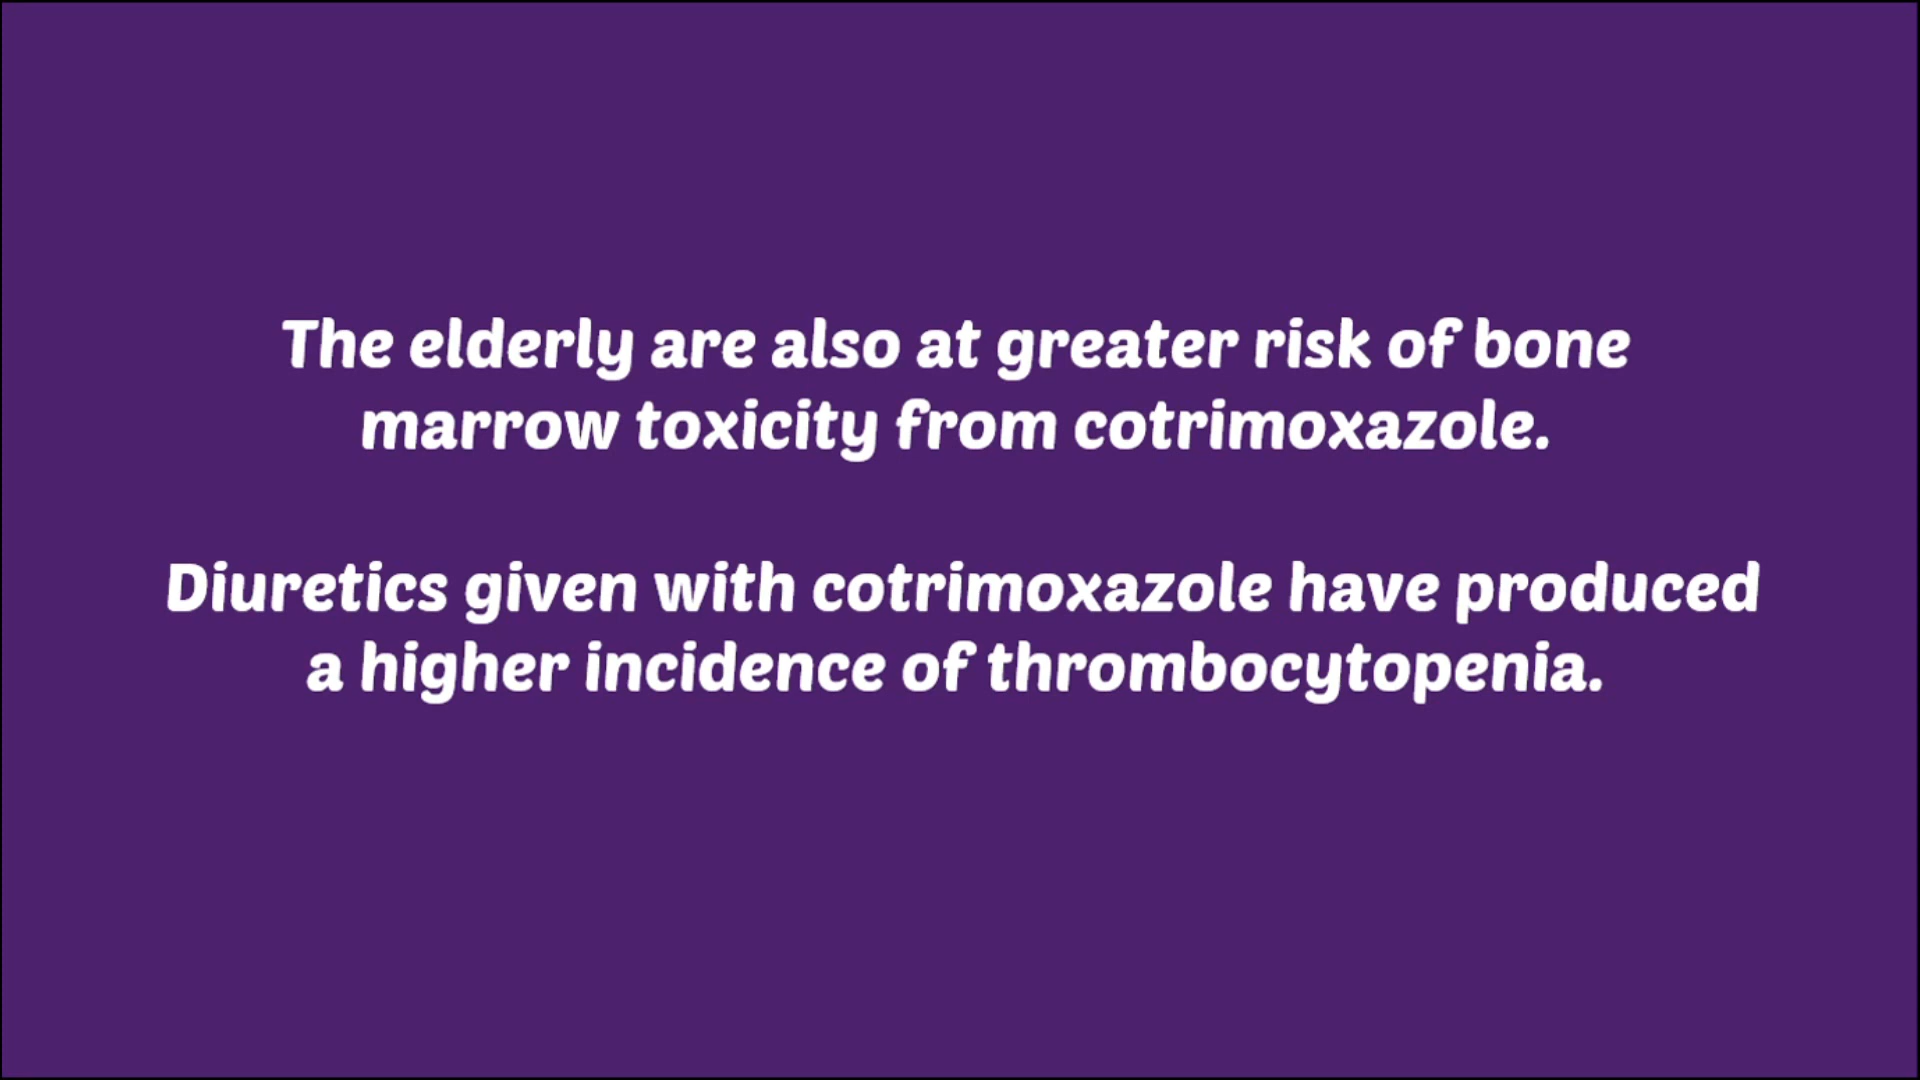 The elderly are also at greater risk of bone
marrow toxicity from cotrimoxazole.
Diuretics given with cotrimoxazole have produced
a higher incidence of thrombocytopenia.